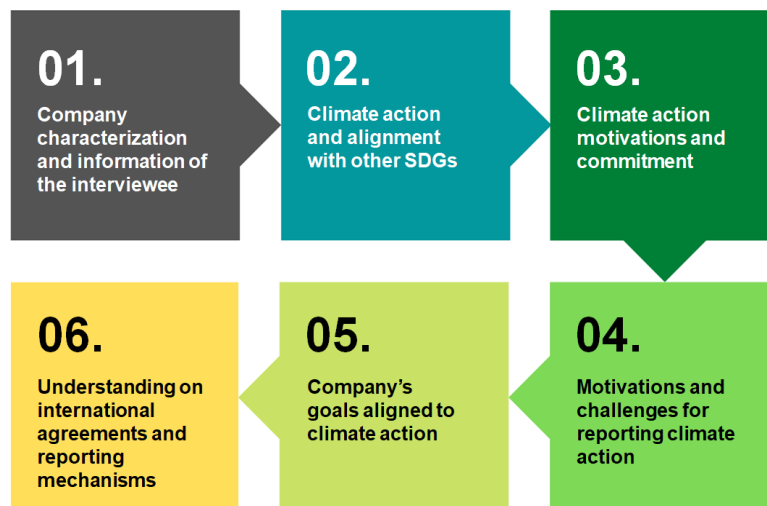 01.
Company
characterization
and information of
the interviewee
02.
Climate action
and alignment
with other SDGs
03.
Climate action
motivations and
commitment
04.
Motivations and
challenges for
reporting climate
action
05.
Company’s
goals aligned to
climate action
06.
Understanding on
international
agreements and
reporting
mechanisms